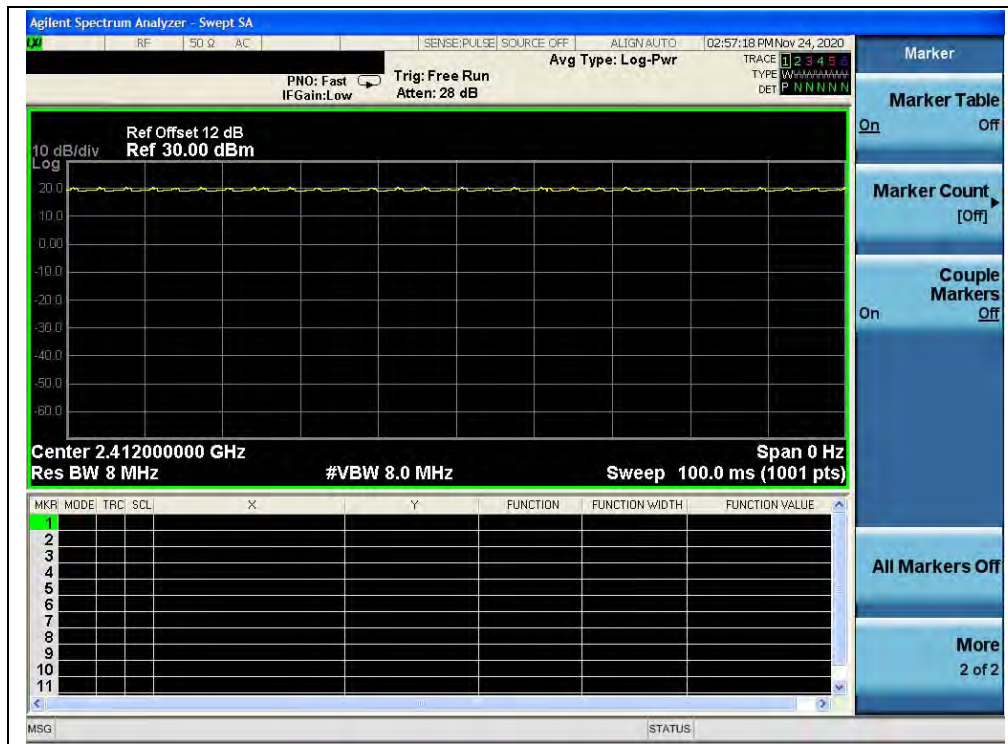 Agilent Spectrum Analyzer - Swept SA
LXI RF 50 Ω AC SENSE:PULSE SOURCE OFF ALIGN AUTO 02:57:18 PM Nov 24, 2020
Avg Type: Log-Pwr
TRACE 1 2 3 4 5 6
TYPE
DET P N N N N N
PNO: Fast
IFGain:Low
Trig: Free Run
Atten: 28 dB
Ref Offset 12 dB
10 dB/div Ref 30.00 dBm
Log
20.0
10.0
0.00
-10.0
-20.0
-30.0
-40.0
-50.0
-60.0
Center 2.412000000 GHz Span 0 Hz
Res BW 8 MHz #VBW 8.0 MHz Sweep 100.0 ms (1001 pts)
MKR MODE TRC SCL X Y FUNCTION FUNCTION WIDTH FUNCTION VALUE
1
2
3
4
5
6
7
8
9
10
11
MSG STATUS
Marker
Marker Table
On Off
Marker Count
[Off]
Couple
Markers
On Off
All Markers Off
More
2 of 2